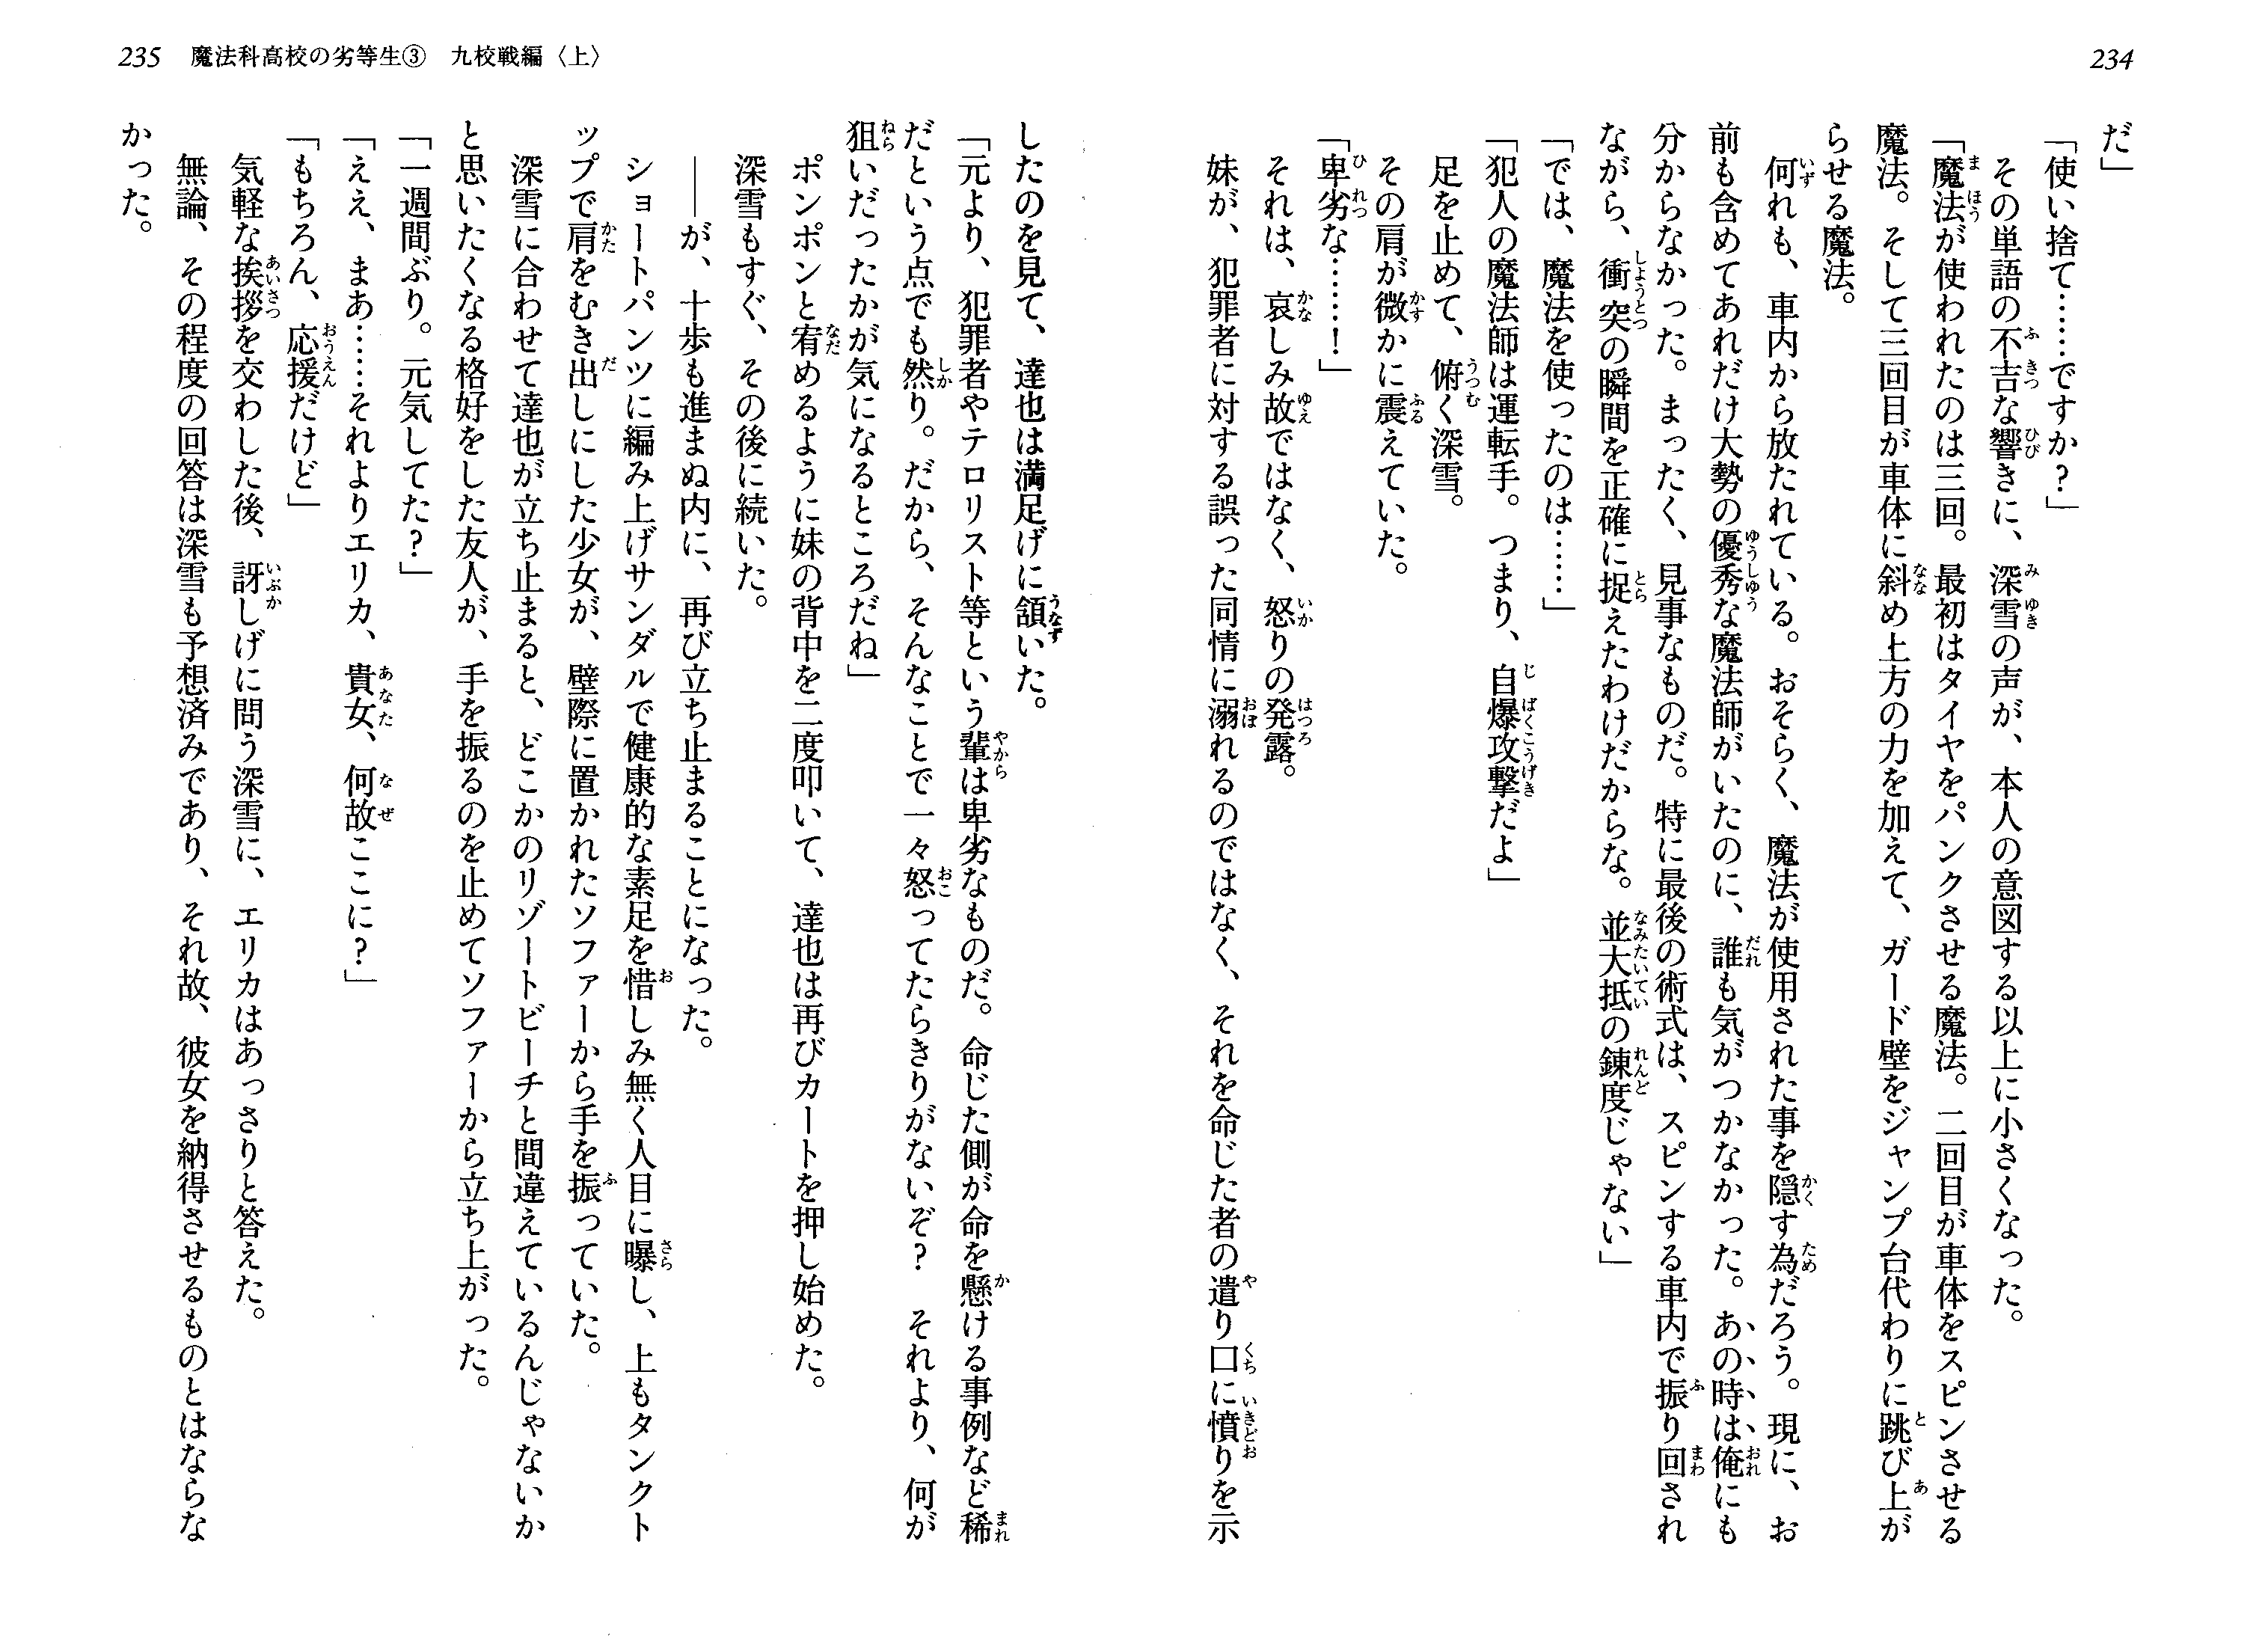 234
だ」
「使い捨て……ですか？」
その単語の不吉な響きに、深雪の声が、本人の意図する以上に小さくなった。
「魔法が使われたのは三回。最初はタイヤをパンクさせる魔法。二回目が車体をスピンさせる
魔法。そして三回目が車体に斜め上方の力を加えて、ガード壁をジャンプ台代わりに跳び上が
らせる魔法。
何れも、車内から放たれている。おそらく、魔法が使用された事を隠す為だろう。現に、お
前も含めてあれだけ大勢の優秀な魔法師がいたのに、誰も気がつかなかった。あの時は俺にも
分からなかった。まったく、見事なものだ。特に最後の術式は、スピンする車内で振り回され
ながら、衝突の瞬間を正確に捉えたわけだからな。並大抵の錬度じゃない」
「では、魔法を使ったのは……」
「犯人の魔法師は運転手。つまり、自爆攻撃だよ」
足を止めて、俯く深雪。
その肩が微かに震えていた。
「卑劣な……！」
それは、哀しみ故ではなく、怒りの発露。
妹が、犯罪者に対する誤った同情に溺れるのではなく、それを命じた者の遣り口に憤りを示
235 魔法科高校の劣等生③ 九校戦編〈上〉
したのを見て、達也は満足げに頷いた。
「元より、犯罪者やテロリスト等という輩は卑劣なものだ。命じた側が命を懸ける事例など稀
だという点でも然り。だから、そんなことで一々怒ってたらきりがないぞ？　それより、何が
狙いだったかが気になるところだね」
ポンポンと宥めるように妹の背中を二度叩いて、達也は再びカートを押し始めた。
深雪もすぐ、その後に続いた。
――が、十歩も進まぬ内に、再び立ち止まることになった。
ショートパンツに編み上げサンダルで健康的な素足を惜しみ無く人目に曝し、上もタンクト
ップで肩をむき出しにした少女が、壁際に置かれたソファーから手を振っていた。
深雪に合わせて達也が立ち止まると、どこかのリゾートビーチと間違えているんじゃないか
と思いたくなる格好をした友人が、手を振るのを止めてソファーから立ち上がった。
「一週間ぶり。元気してた？」
「ええ、まあ……それよりエリカ、貴女、何故ここに？」
「もちろん、応援だけど」
気軽な挨拶を交わした後、訝しげに問う深雪に、エリカはあっさりと答えた。
無論、その程度の回答は深雪も予想済みであり、それ故、彼女を納得させるものとはならな
かった。